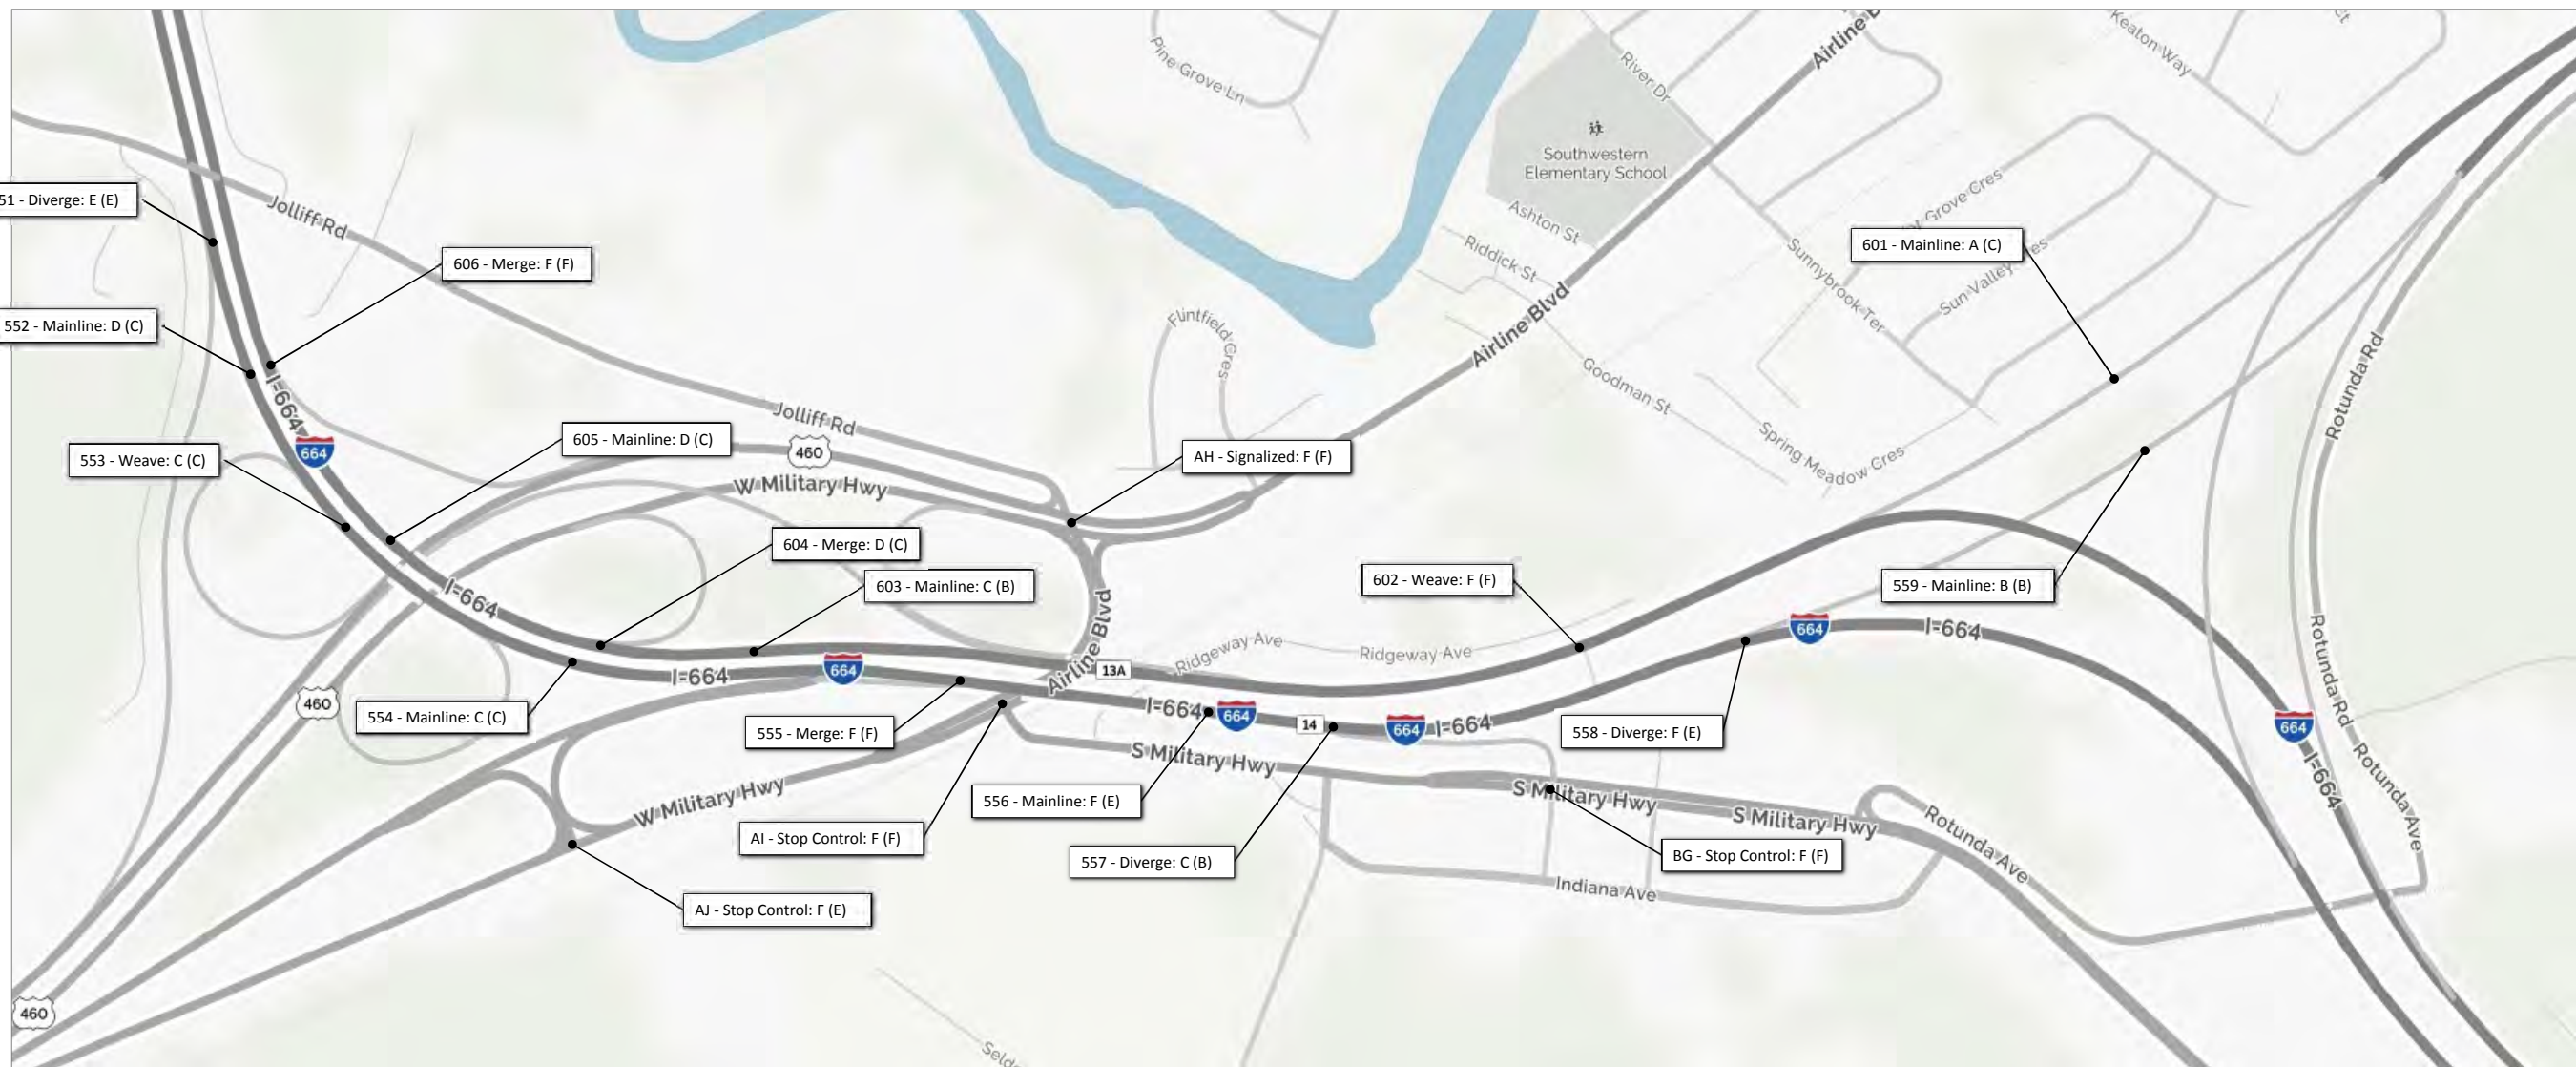 Airline B
Keaton Way
Ct
Pine Grove Ln
River Dr
Southwestern
Elementary School
51 - Diverge: E (E)
Jolliff Rd
Ashton St
Grove Cres
606 - Merge: F (F)
Riddick St
601 - Mainline: A (C)
Sunnybrook Ter
Sun Valley
es
552 - Mainline: D (C)
Flintfield Cres
Airline Blvd
Goodman St
Rotunda Rd
I-664
664
553 - Weave: C (C)
605 - Mainline: D (C)
Jolliff Rd
460
W Military Hwy
AH - Signalized: F (F)
Spring Meadow Cres
604 - Merge: D (C)
603 - Mainline: C (B)
602 - Weave: F (F)
559 - Mainline: B (B)
I-664
Airline Blvd
Ridgeway Ave
Ridgeway Ave
664
I-664
Rotunda Rd
I-664
664
13A
460
554 - Mainline: C (C)
555 - Merge: F (F)
I-664
664
14
664
I-664
558 - Diverge: F (E)
664
I-664
Rotunda Ave
S Military Hwy
W Military Hwy
556 - Mainline: F (E)
S Military Hwy
S Military Hwy
Rotunda Ave
AI - Stop Control: F (F)
557 - Diverge: C (B)
BG - Stop Control: F (F)
Indiana Ave
AJ - Stop Control: F (E)
460
Seld